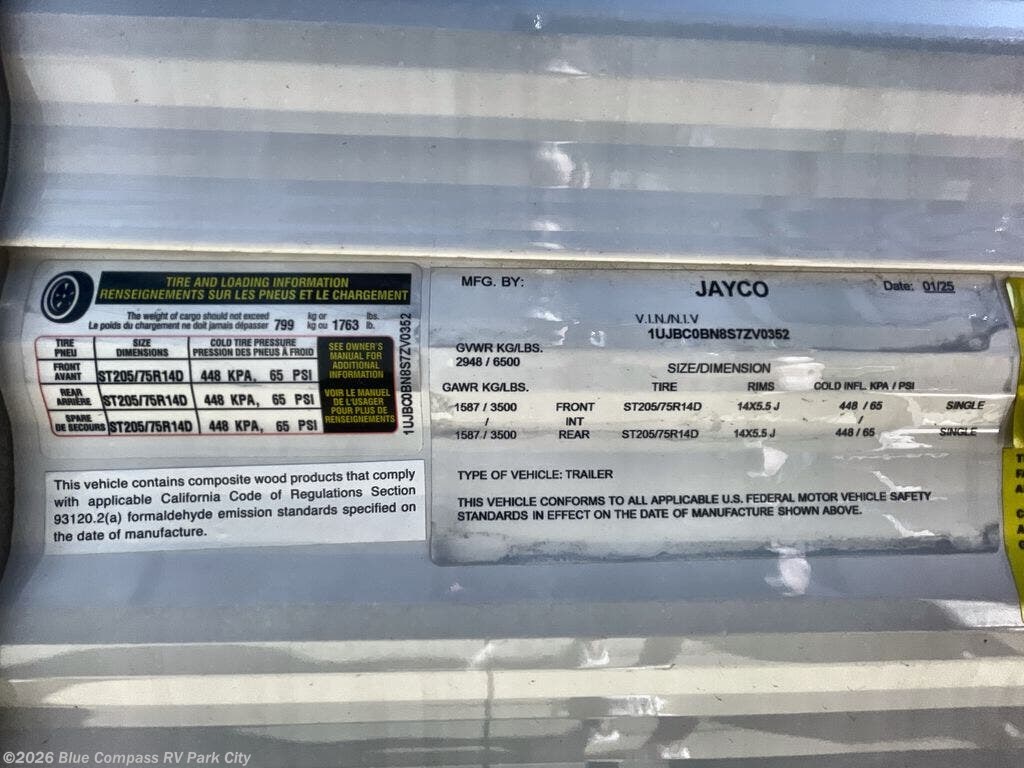 TIRE AND LOADING INFORMATION
RENSEIGNEMENTS SUR LES PNEUS ET LE CHARGEMENT
The weight of cargo should not exceed 799 kg or 1763 lbs.
Le poids du chargement ne doit jamais dépasser kg ou lb.
TIRE PNEU SIZE DIMENSIONS COLD TIRE PRESSURE PRESSION DES PNEUS À FROID
FRONT AVANT ST205/75R14D 448 KPA, 65 PSI
REAR ARRIÈRE ST205/75R14D 448 KPA, 65 PSI
SPARE DE SECOURS ST205/75R14D 448 KPA, 65 PSI
SEE OWNER'S
MANUAL FOR
ADDITIONAL
INFORMATION
VOIR LE MANUEL
DE L'USAGER
POUR PLUS DE
RENSEIGNEMENTS
1UJBC0BN8S7ZV0352
This vehicle contains composite wood products that comply
with applicable California Code of Regulations Section
93120.2(a) formaldehyde emission standards specified on
the date of manufacture.
MFG. BY: JAYCO Date: 01/25
V.I.N./N.I.V
1UJBC0BN8S7ZV0352
GVWR KG/LBS.
2948 / 6500
SIZE/DIMENSION
GAWR KG/LBS. TIRE RIMS COLD INFL. KPA / PSI
1587 / 3500 FRONT ST205/75R14D 14X5.5 J 448 / 65 SINGLE
/ INT /
1587 / 3500 REAR ST205/75R14D 14X5.5 J 448 / 65 SINGLE
TYPE OF VEHICLE: TRAILER
THIS VEHICLE CONFORMS TO ALL APPLICABLE U.S. FEDERAL MOTOR VEHICLE SAFETY
STANDARDS IN EFFECT ON THE DATE OF MANUFACTURE SHOWN ABOVE.
©2026 Blue Compass RV Park City